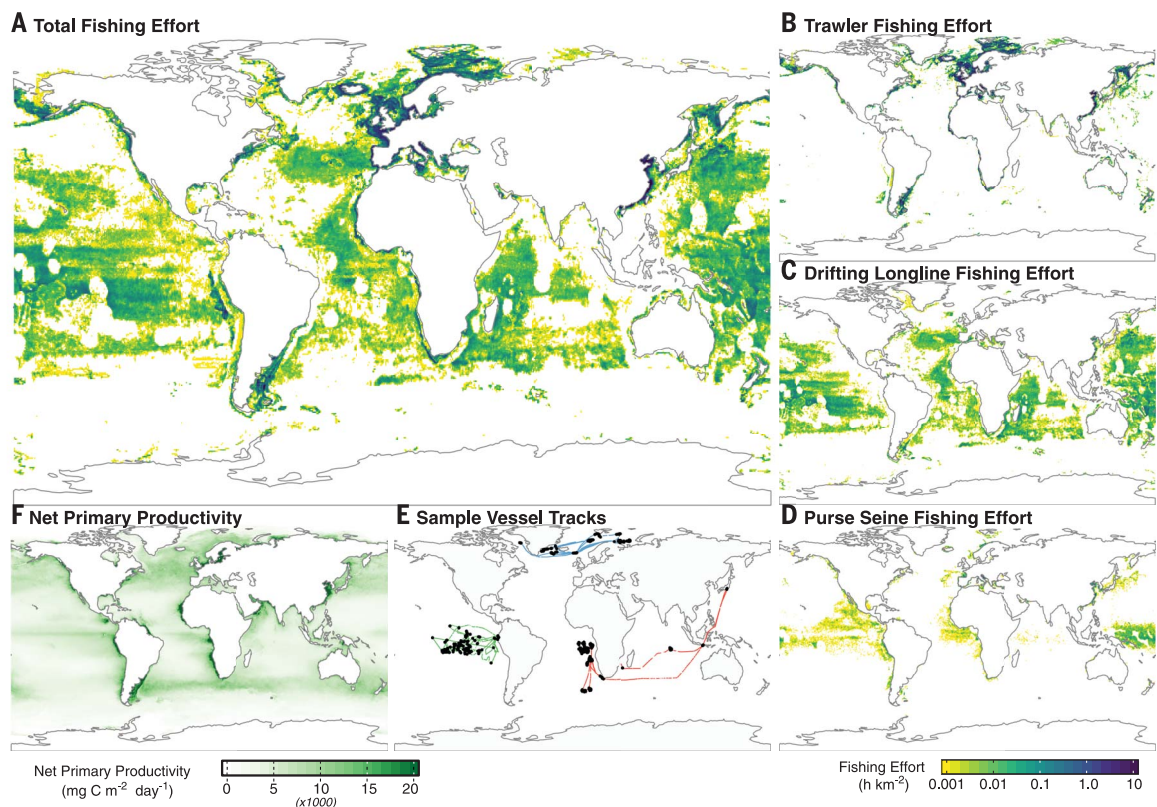 A Total Fishing Effort
B Trawler Fishing Effort
C Drifting Longline Fishing Effort
F Net Primary Productivity
E Sample Vessel Tracks
D Purse Seine Fishing Effort
Net Primary Productivity
(mg C m⁻² day⁻¹)
0 5 10 15 20
(x1000)
Fishing Effort
(h km⁻²)
0.001 0.01 0.1 1.0 10